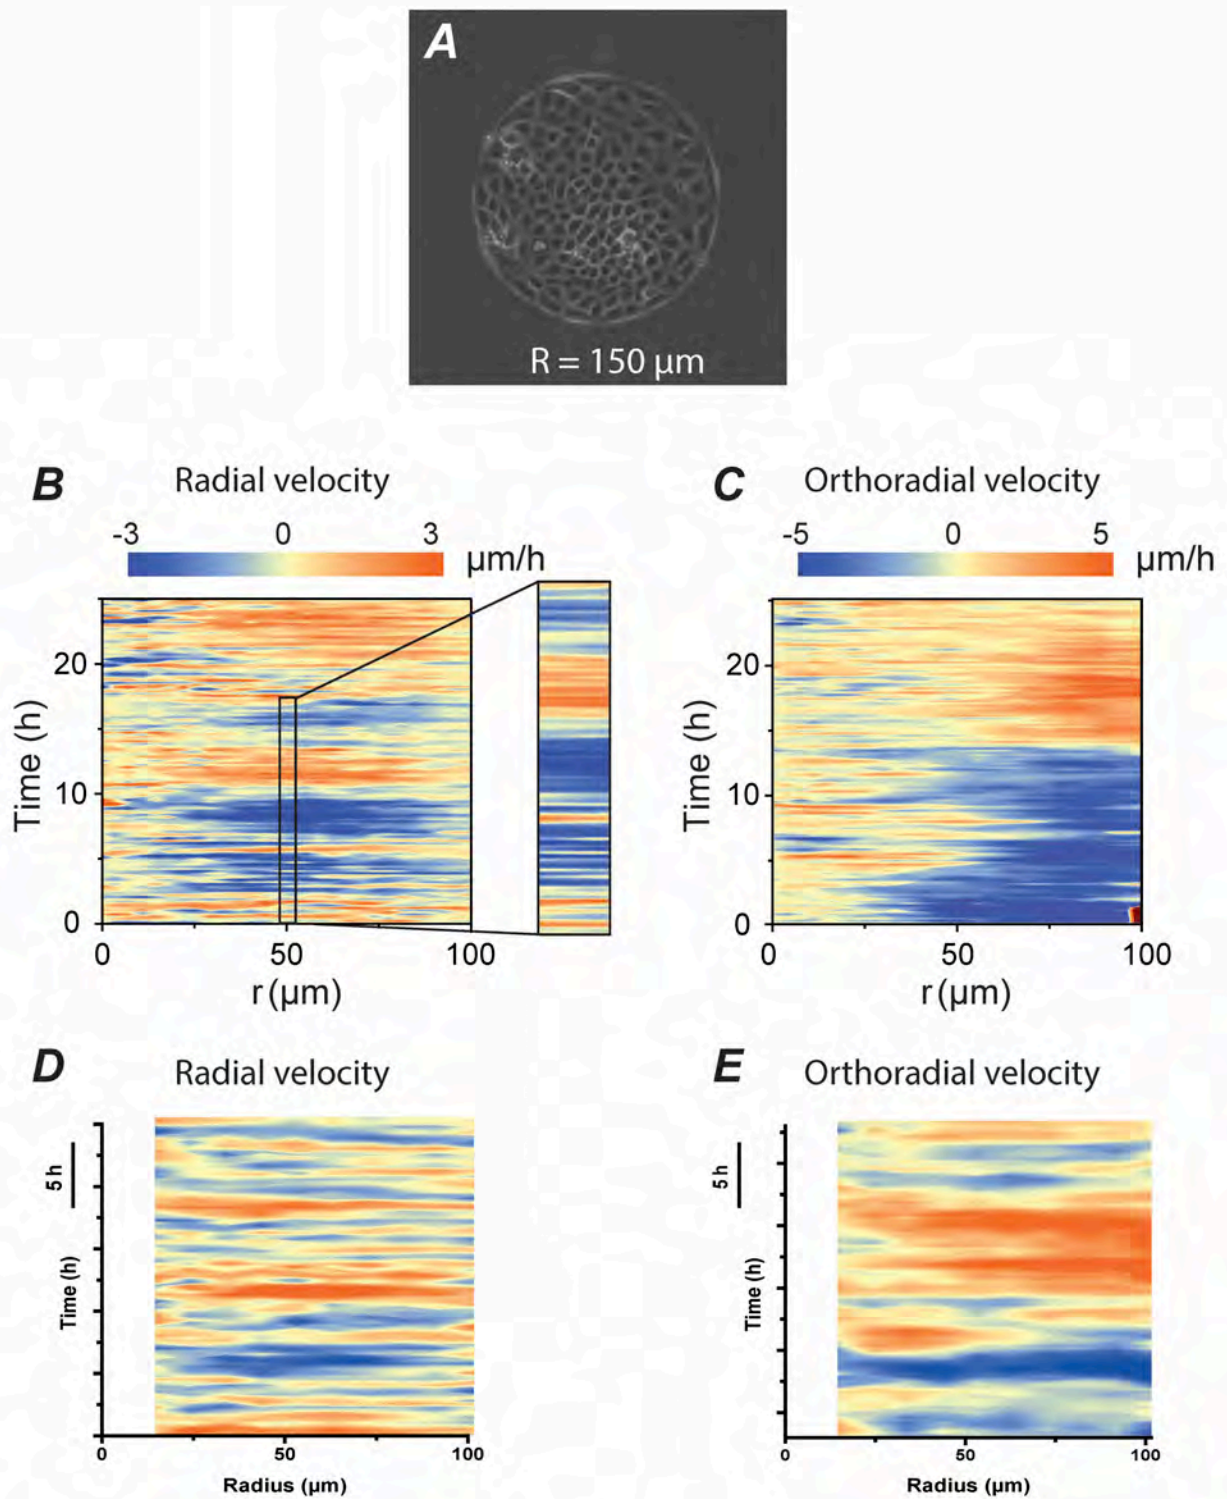 A
R = 150 µm
B
Radial velocity
-3 0 3
µm/h
Time (h)
20
10
0
0 50 100
r (µm)
C
Orthoradial velocity
-5 0 5
µm/h
Time (h)
20
10
0
0 50 100
r (µm)
D
Radial velocity
5 h
Time (h)
0 50 100
Radius (µm)
E
Orthoradial velocity
5 h
Time (h)
0 50 100
Radius (µm)